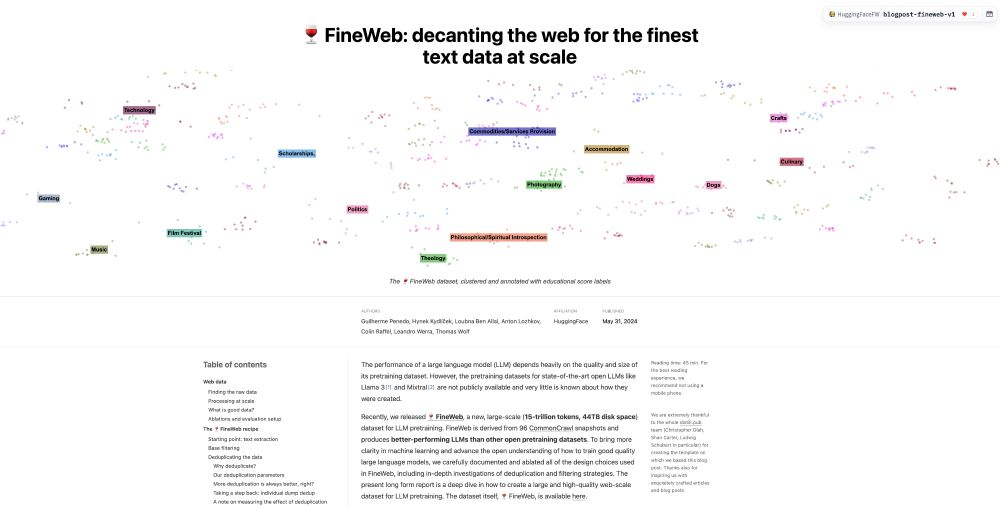 HuggingFaceFW blogpost-fineweb-v1
FineWeb: decanting the web for the finest
text data at scale
Technology
Crafts
Commodities/Services Provision
Accommodation
Scholarships,
Culinary
Weddings
Photography
Dogs
Gaming
Politics
Film Festival
Philosophical/Spiritual Introspection
Music
Theology
The 🍷 FineWeb dataset, clustered and annotated with educational score labels
AUTHORS
Guilherme Penedo, Hynek Kydlíček, Loubna Ben Allal, Anton Lozhkov,
Colin Raffel, Leandro Werra, Thomas Wolf
AFFILIATION
HuggingFace
PUBLISHED
May 31, 2024
Table of contents
Web data
Finding the raw data
Processing at scale
What is good data?
Ablations and evaluation setup
The 🍷 FineWeb recipe
Starting point: text extraction
Base filtering
Deduplicating the data
Why deduplicate?
Our deduplication parameters
More deduplication is always better, right?
Taking a step back: individual dump dedup
A note on measuring the effect of deduplication
The performance of a large language model (LLM) depends heavily on the quality and size of
its pretraining dataset. However, the pretraining datasets for state-of-the-art open LLMs like
Llama 3[1] and Mixtral[2] are not publicly available and very little is known about how they
were created.
Recently, we released 🍷 FineWeb, a new, large-scale (15-trillion tokens, 44TB disk space)
dataset for LLM pretraining. FineWeb is derived from 96 CommonCrawl snapshots and
produces better-performing LLMs than other open pretraining datasets. To bring more
clarity in machine learning and advance the open understanding of how to train good quality
large language models, we carefully documented and ablated all of the design choices used
in FineWeb, including in-depth investigations of deduplication and filtering strategies. The
present long form report is a deep dive in how to create a large and high-quality web-scale
dataset for LLM pretraining. The dataset itself, 🍷 FineWeb, is available here.
Reading time: 45 min. For
the best reading
experience, we
recommend not using a
mobile phone.
We are extremely thankful
to the whole distill.pub
team (Christopher Olah,
Shan Carter, Ludwig
Schubert in particular) for
creating the template on
which we based this blog
post. Thanks also for
inspiring us with
exquisitely crafted articles
and blog posts.